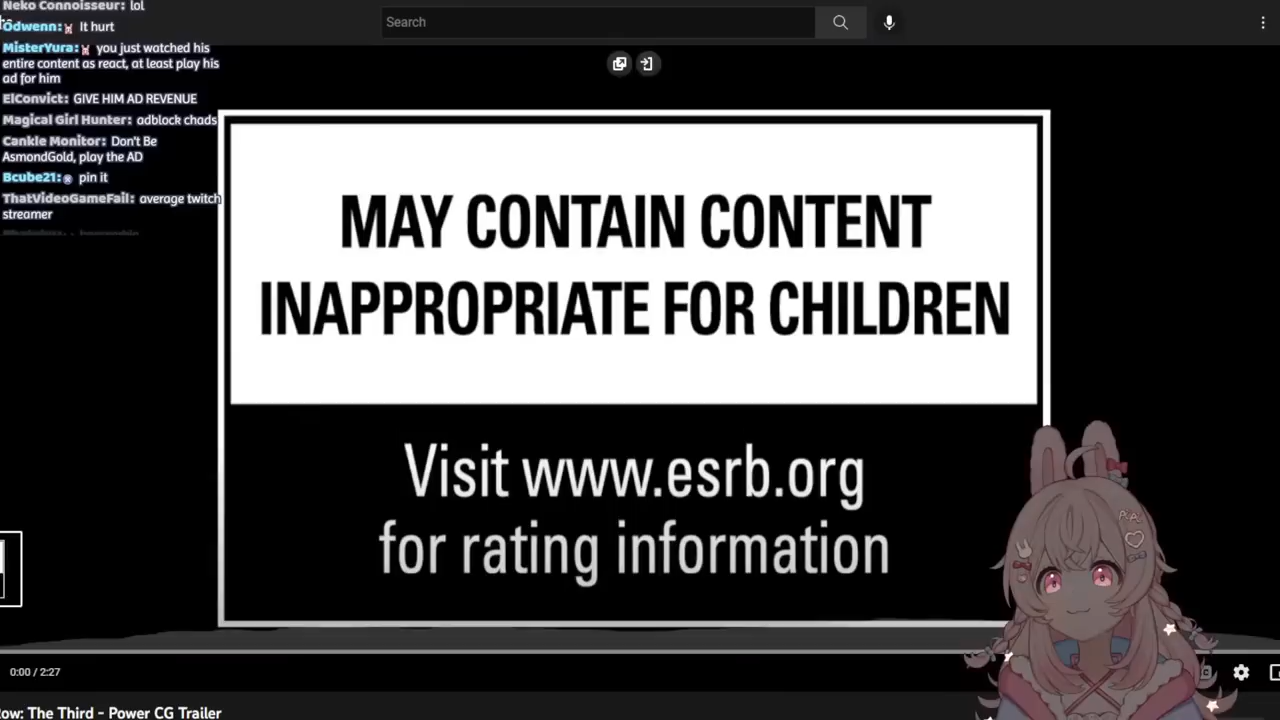 Neko Connoisseur: lol
Odwenn: It hurt
MisterYura: you just watched his
entire content as react, at least play his
ad for him
ElConvict: GIVE HIM AD REVENUE
Magical Girl Hunter: adblock chads
Cankle Monitor: Don't Be
AsmondGold, play the AD
Bcube21: pin it
ThatVideoGameFail: average twitch
streamer
Search
MAY CONTAIN CONTENT
INAPPROPRIATE FOR CHILDREN
Visit www.esrb.org
for rating information
0:00 / 2:27
Row: The Third - Power CG Trailer